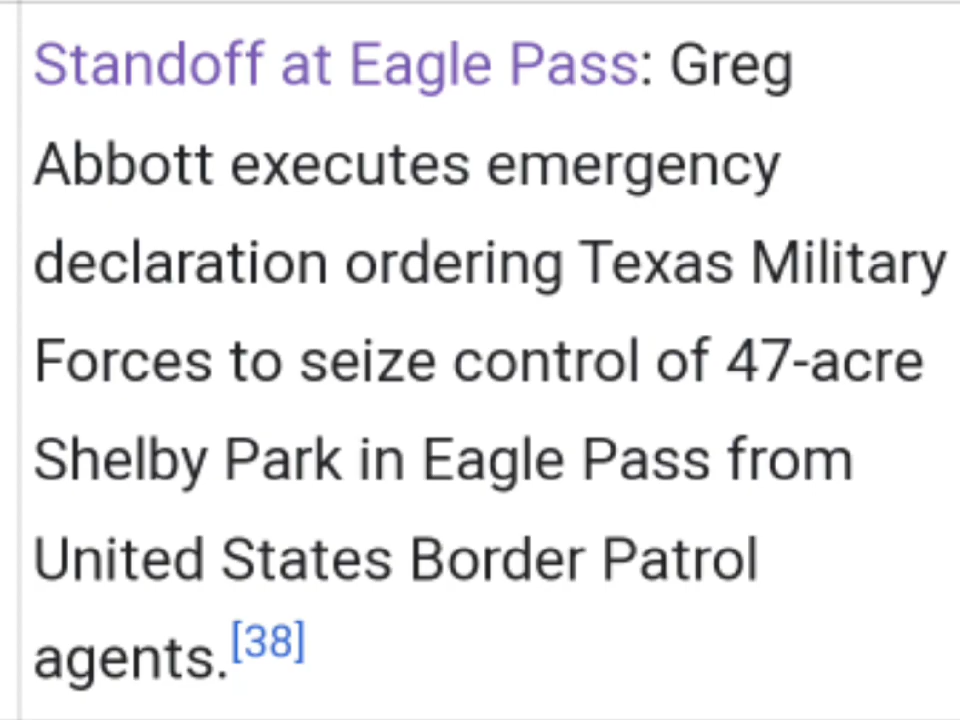 Standoff at Eagle Pass: Greg
Abbott executes emergency
declaration ordering Texas Military
Forces to seize control of 47-acre
Shelby Park in Eagle Pass from
United States Border Patrol
agents.[38]